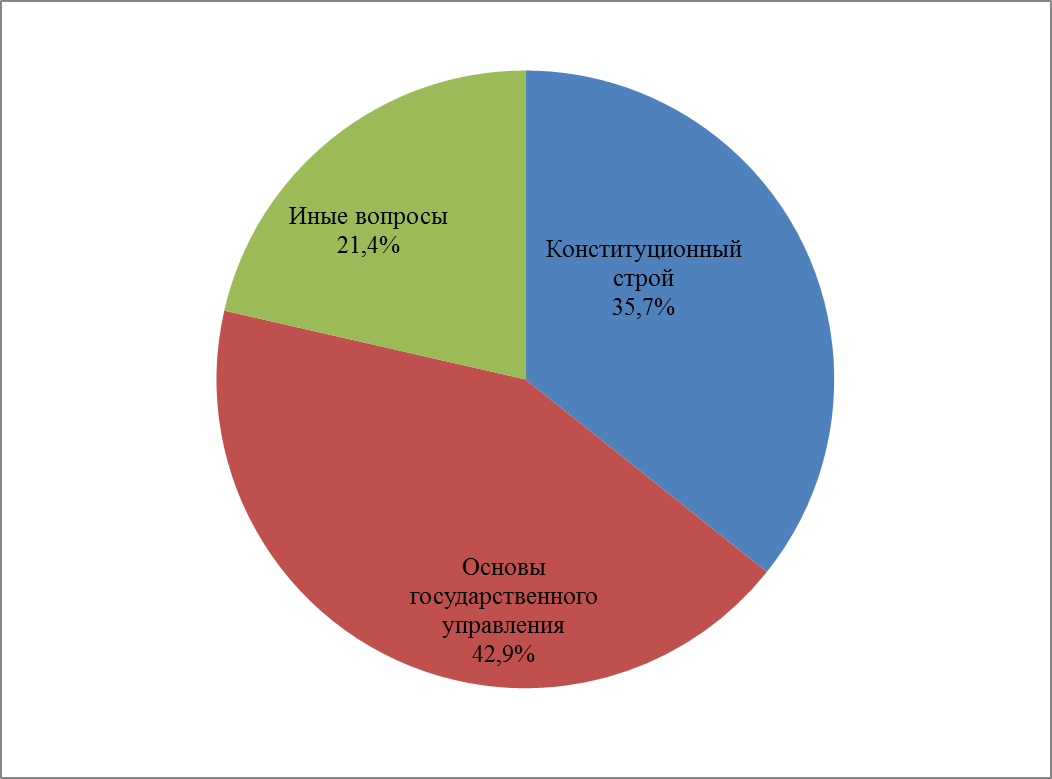 Иные вопросы
21,4%
Конституционный
строй
35,7%
Основы
государственного
управления
42,9%